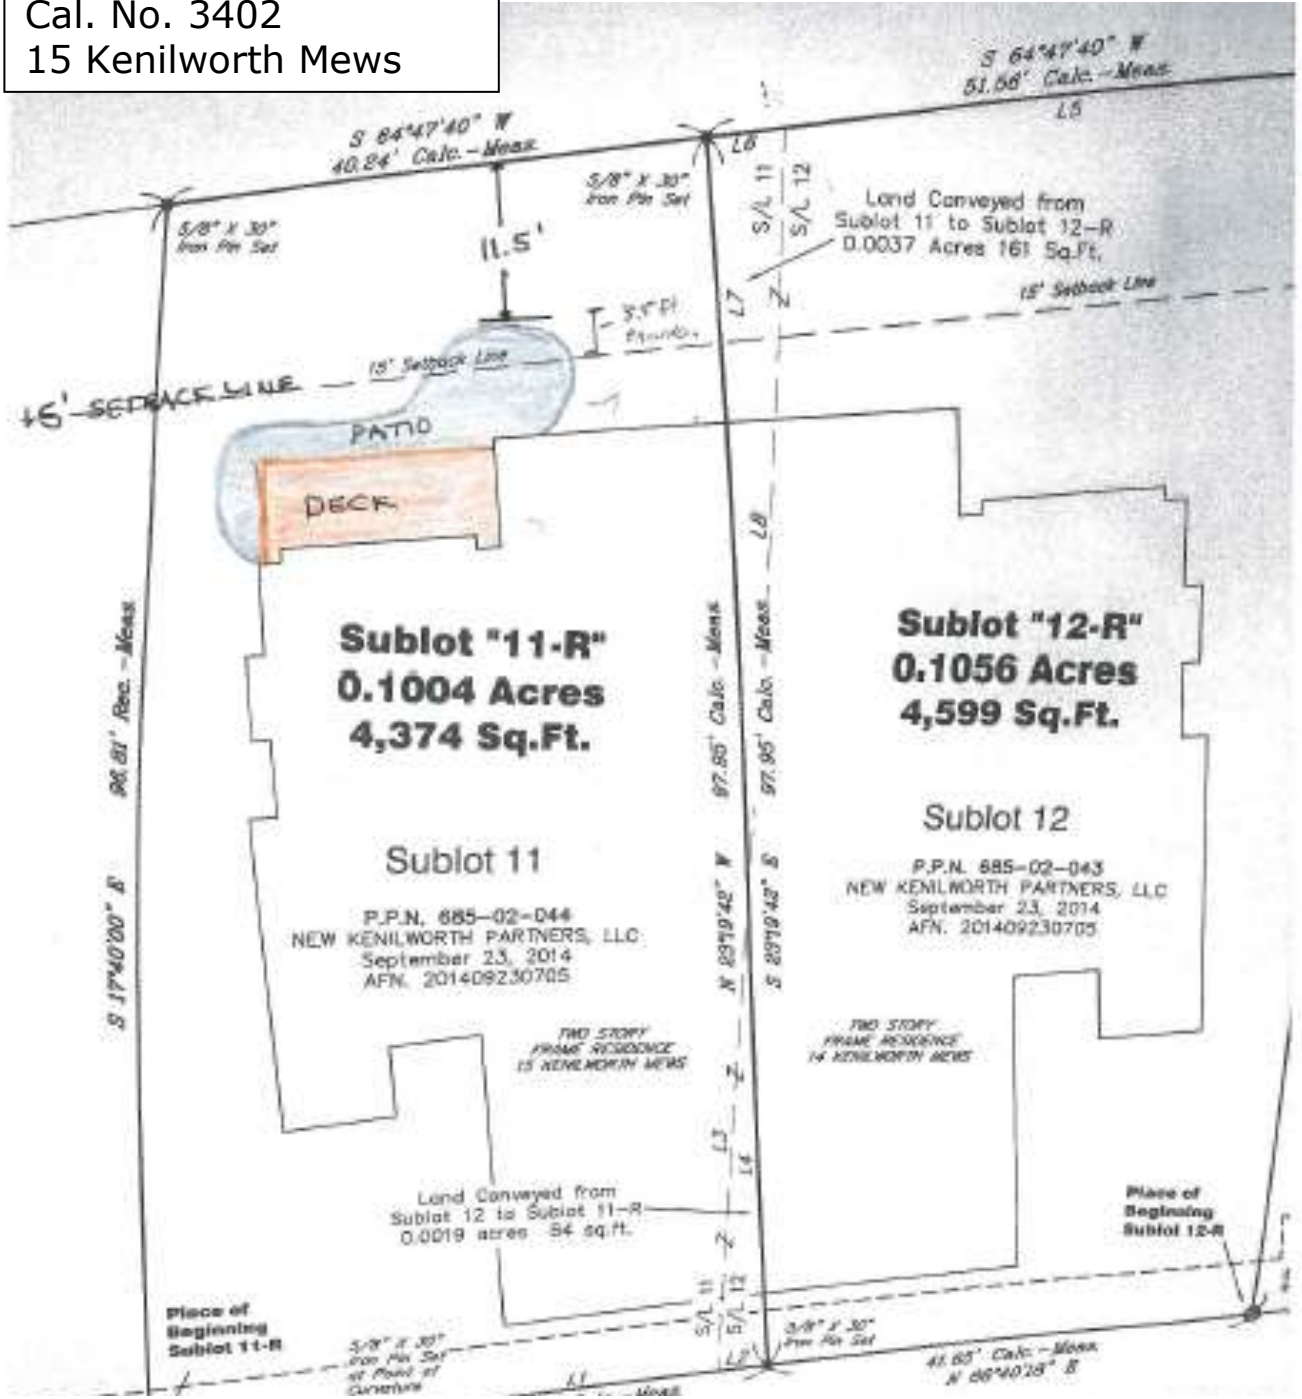 Cal. No. 3402
15 Kenilworth Mews
S 64°47'40" W
51.56' Calc.-Meas.
L5
S 64°47'40" W
40.24' Calc.-Meas.
L6
5/8" X 30"
Iron Pin Set
5/8" X 30"
Iron Pin Set
11.5'
S/L 11
S/L 12
Land Conveyed from
Sublot 11 to Sublot 12-R
0.0037 Acres 161 Sq.Ft.
L7
Z
15' Setback Line
3.5 ft
15' Setback Line
15' SETBACK LINE
PATIO
DECK
L8
Sublot "11-R"
0.1004 Acres
4,374 Sq.Ft.
Sublot "12-R"
0.1056 Acres
4,599 Sq.Ft.
S 17°40'00" E 96.81' Rec.-Meas.
N 23°19'42" W 97.95' Calc.-Meas.
S 23°19'42" E 97.95' Calc.-Meas.
Sublot 11
P.P.N. 685-02-044
NEW KENILWORTH PARTNERS, LLC
September 23, 2014
AFN. 201409230705
Sublot 12
P.P.N. 685-02-043
NEW KENILWORTH PARTNERS, LLC
September 23, 2014
AFN. 201409230705
TWO STORY
FRAME RESIDENCE
15 KENILWORTH MEWS
TWO STORY
FRAME RESIDENCE
14 KENILWORTH MEWS
Z
L3
L4
Land Conveyed from
Sublot 12 to Sublot 11-R
0.0019 acres 84 sq.ft.
Z
S/L 11
S/L 12
Place of
Beginning
Sublot 12-R
Place of
Beginning
Sublot 11-R
5/8" X 30"
Iron Pin Set
at Point of
Curvature
L2
5/8" X 30"
Iron Pin Set
41.65' Calc.-Meas.
N 66°40'18" E
L1